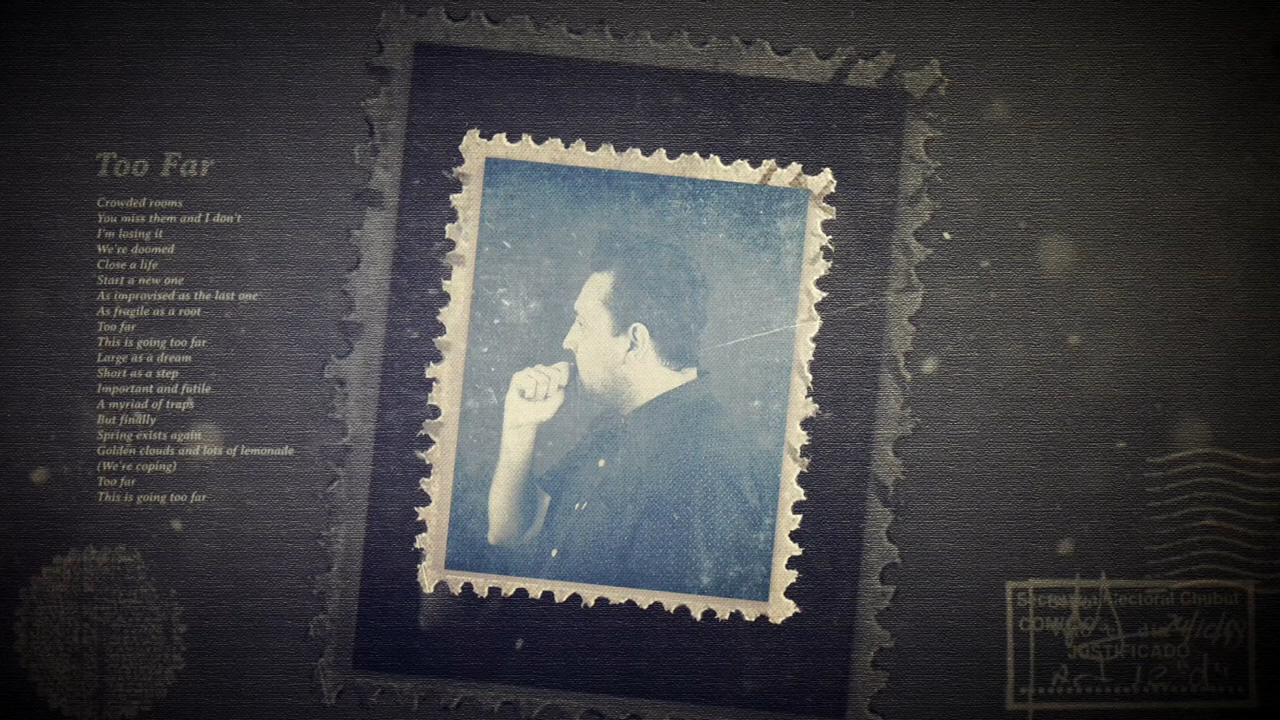 Too Far
Crowded rooms
You miss them and I don't
I'm losing it
We're doomed
Close a life
Start a new one
As improvised as the last one
As fragile as a root
Too far
This is going too far
Large as a dream
Short as a step
Important and futile
A myriad of traps
But finally
Spring exists again
Golden clouds and lots of lemonade
(We're coping)
Too far
This is going too far
Electoral Chubut
JUSTIFICADO